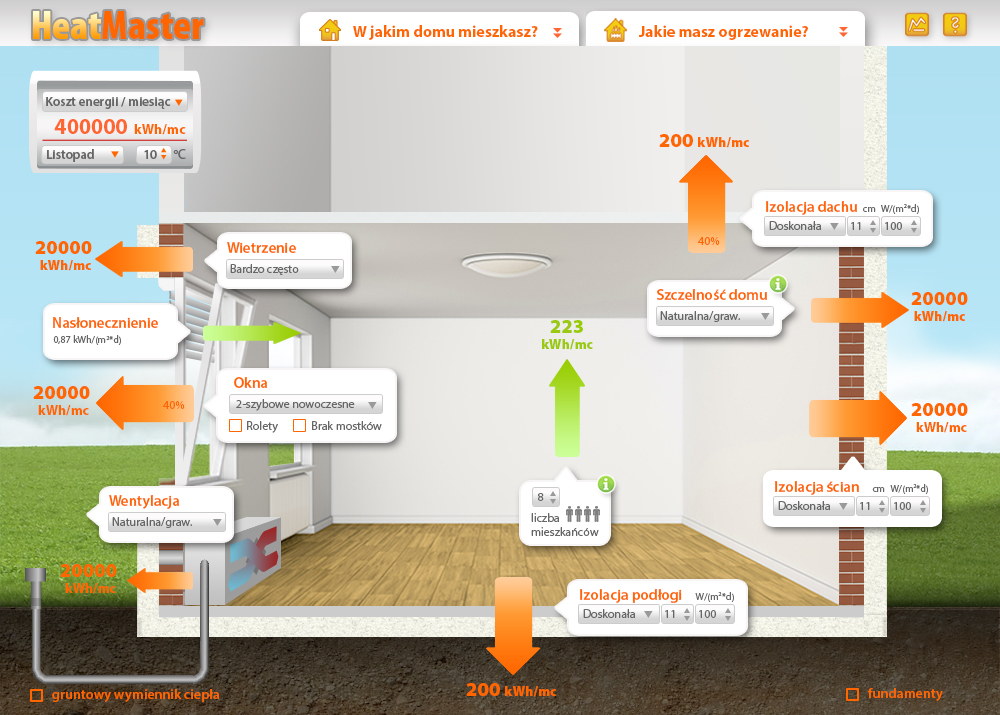 HeatMaster
W jakim domu mieszkasz?
Jakie masz ogrzewanie?
?
Koszt energii / miesiąc
400000 kWh/mc
Listopad 10 °C
200 kWh/mc
40%
Izolacja dachu cm W/(m²*d)
Doskonała 11 100
20000
kWh/mc
Wietrzenie
Bardzo często
i
Szczelność domu
Naturalna/graw.
20000
kWh/mc
Nasłonecznienie
0,87 kWh/(m²*d)
223
kWh/mc
20000
kWh/mc
40%
Okna
2-szybowe nowoczesne
Rolety Brak mostków
20000
kWh/mc
Izolacja ścian cm W/(m²*d)
Doskonała 11 100
i
8
liczba
mieszkańców
Wentylacja
Naturalna/graw.
20000
kWh/mc
Izolacja podłogi W/(m²*d)
Doskonała 11 100
200 kWh/mc
gruntowy wymiennik ciepła
fundamenty